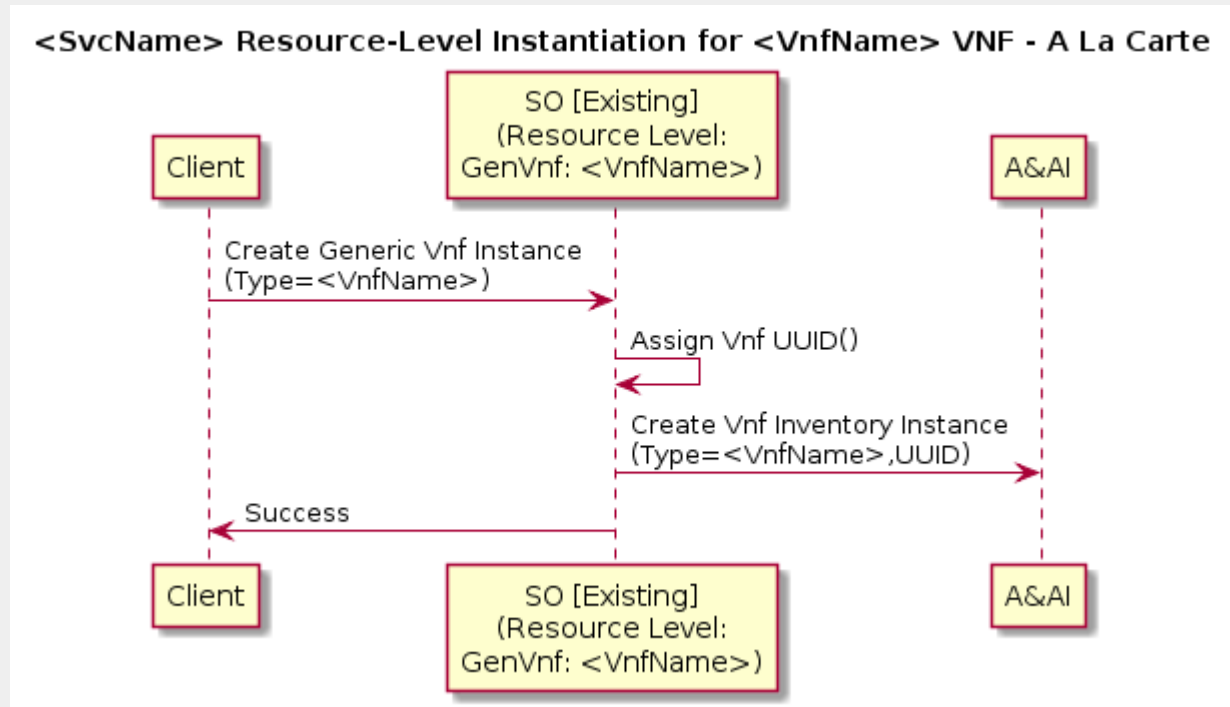 <SvcName> Resource-Level Instantiation for <VnfName> VNF - A La Carte
Client
SO [Existing]
(Resource Level:
GenVnf: <VnfName>)
A&AI
Create Generic Vnf Instance
(Type=<VnfName>)
Assign Vnf UUID()
Create Vnf Inventory Instance
(Type=<VnfName>,UUID)
Success
Client
SO [Existing]
(Resource Level:
GenVnf: <VnfName>)
A&AI